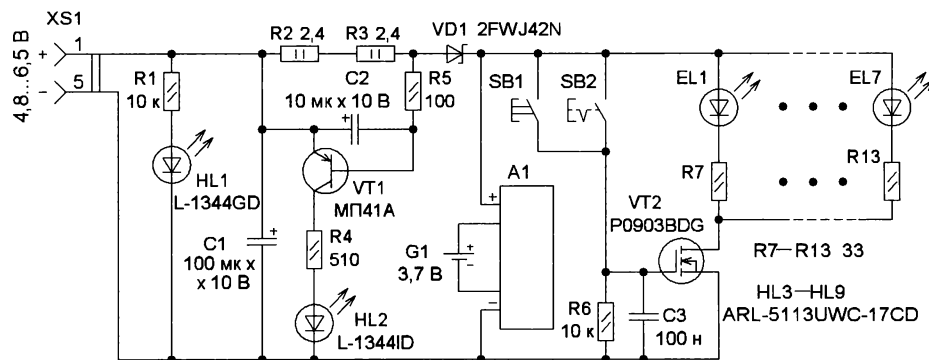 XS1
4,8...6,5 В
+
1
−
5
R1
10 к
HL1
L-1344GD
R2 2,4
R3 2,4
C2
10 мк х 10 В
+
R5
100
VT1
МП41А
C1
+
100 мк х
х 10 В
R4
510
HL2
L-1344ID
VD1 2FWJ42N
SB1
SB2
A1
+
G1
+
−
3,7 В
−
VT2
P0903BDG
R6
10 к
C3
100 н
EL1
EL7
R7
R13
R7—R13 33
HL3—HL9
ARL-5113UWC-17CD